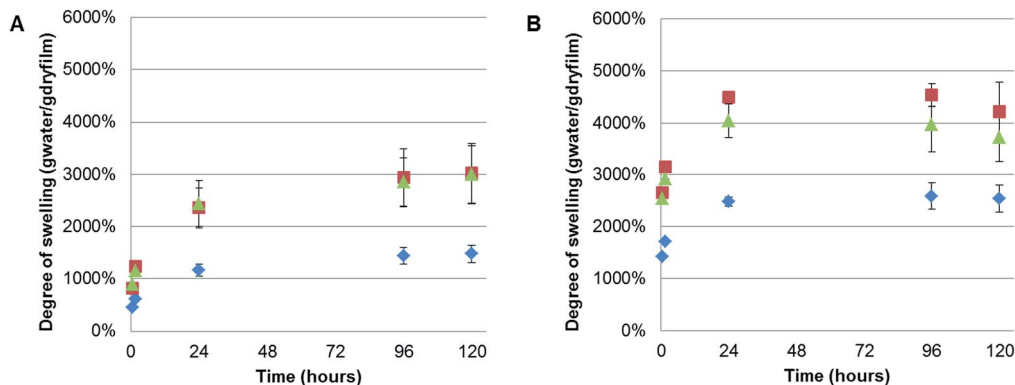 A
Degree of swelling (gwater/gdryfilm)
6000%
5000%
4000%
3000%
2000%
1000%
0%
0 24 48 72 96 120
Time (hours)
B
Degree of swelling (gwater/gdryfilm)
6000%
5000%
4000%
3000%
2000%
1000%
0%
0 24 48 72 96 120
Time (hours)